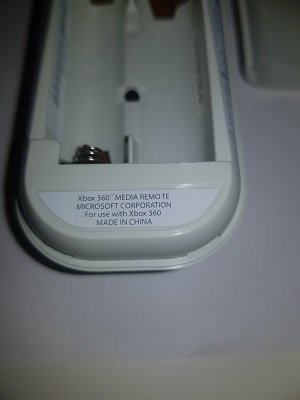 Xbox 360™ MEDIA REMOTE
MICROSOFT CORPORATION
For use with Xbox 360
MADE IN CHINA